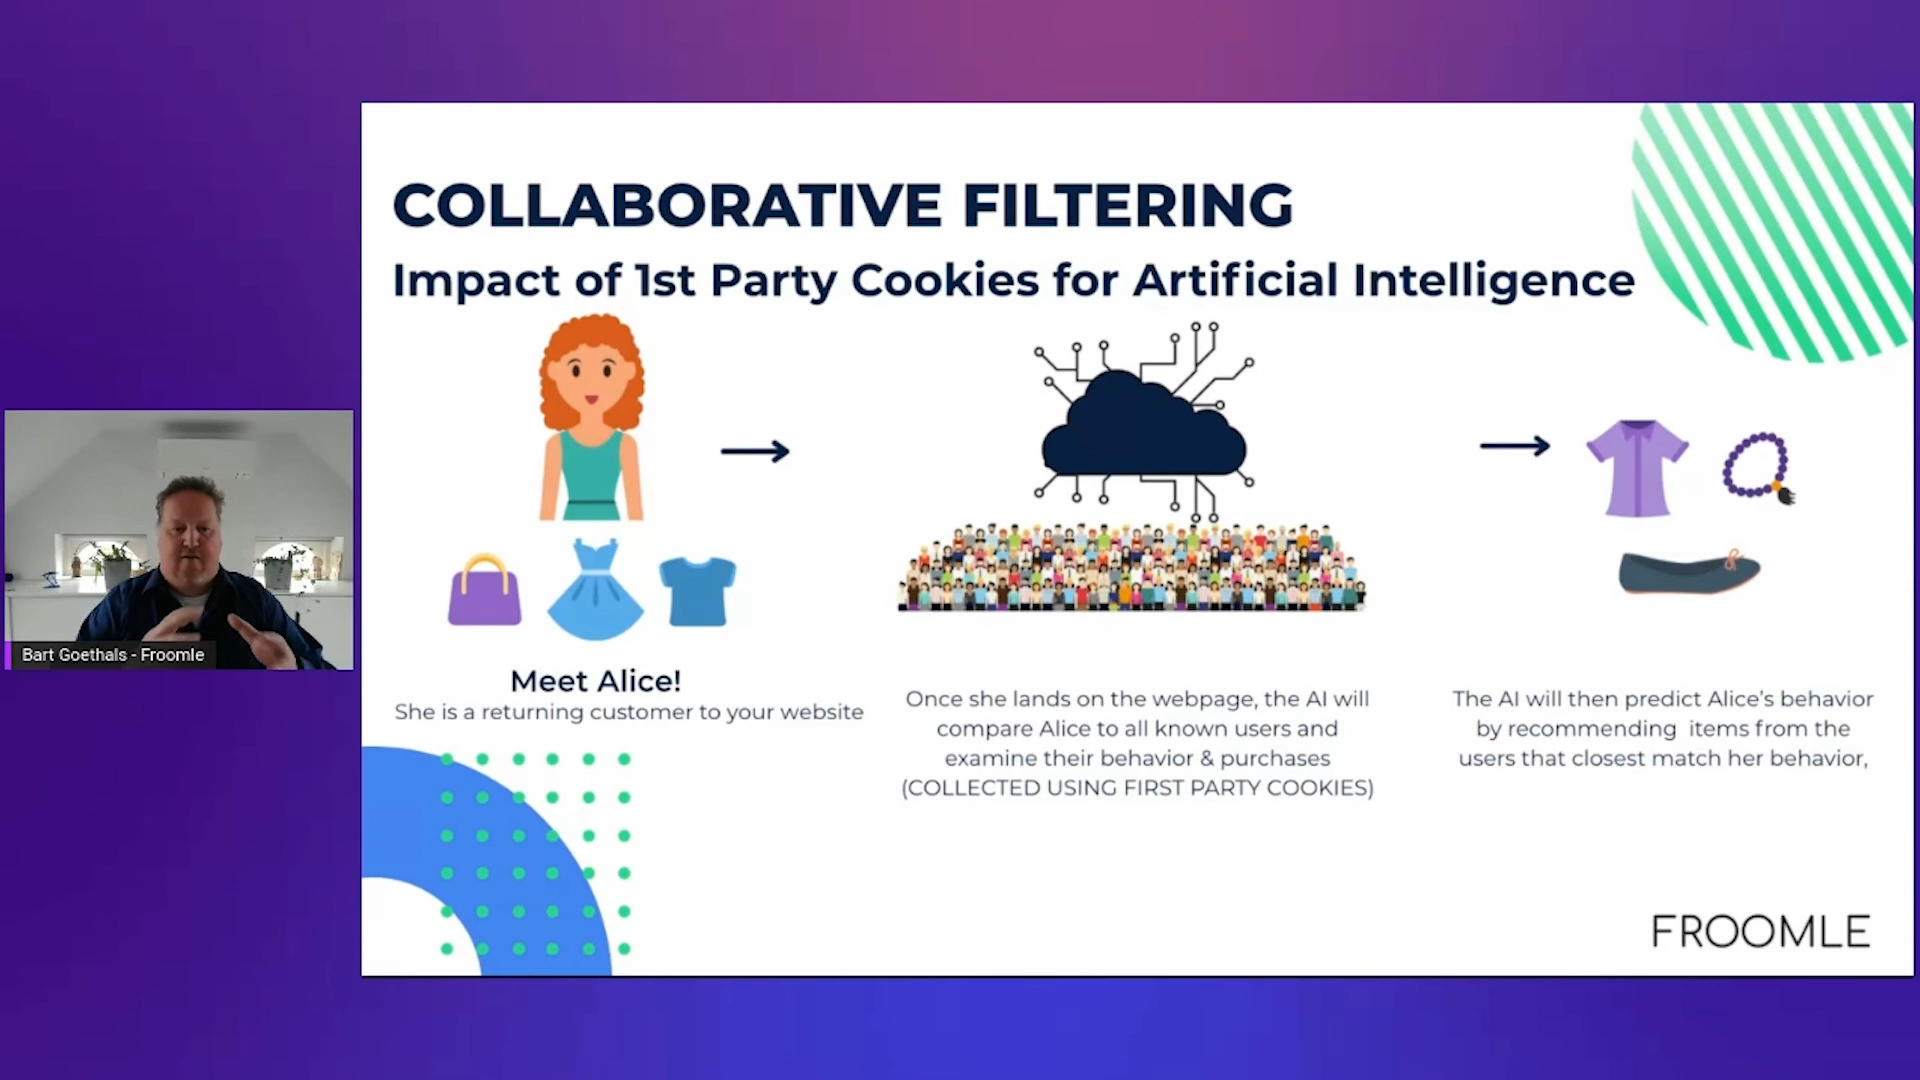 COLLABORATIVE FILTERING
Impact of 1st Party Cookies for Artificial Intelligence
Bart Goethals - Froomle
Meet Alice!
She is a returning customer to your website
Once she lands on the webpage, the AI will
compare Alice to all known users and
examine their behavior & purchases
(COLLECTED USING FIRST PARTY COOKIES)
The AI will then predict Alice's behavior
by recommending items from the
users that closest match her behavior,
FROOMLE